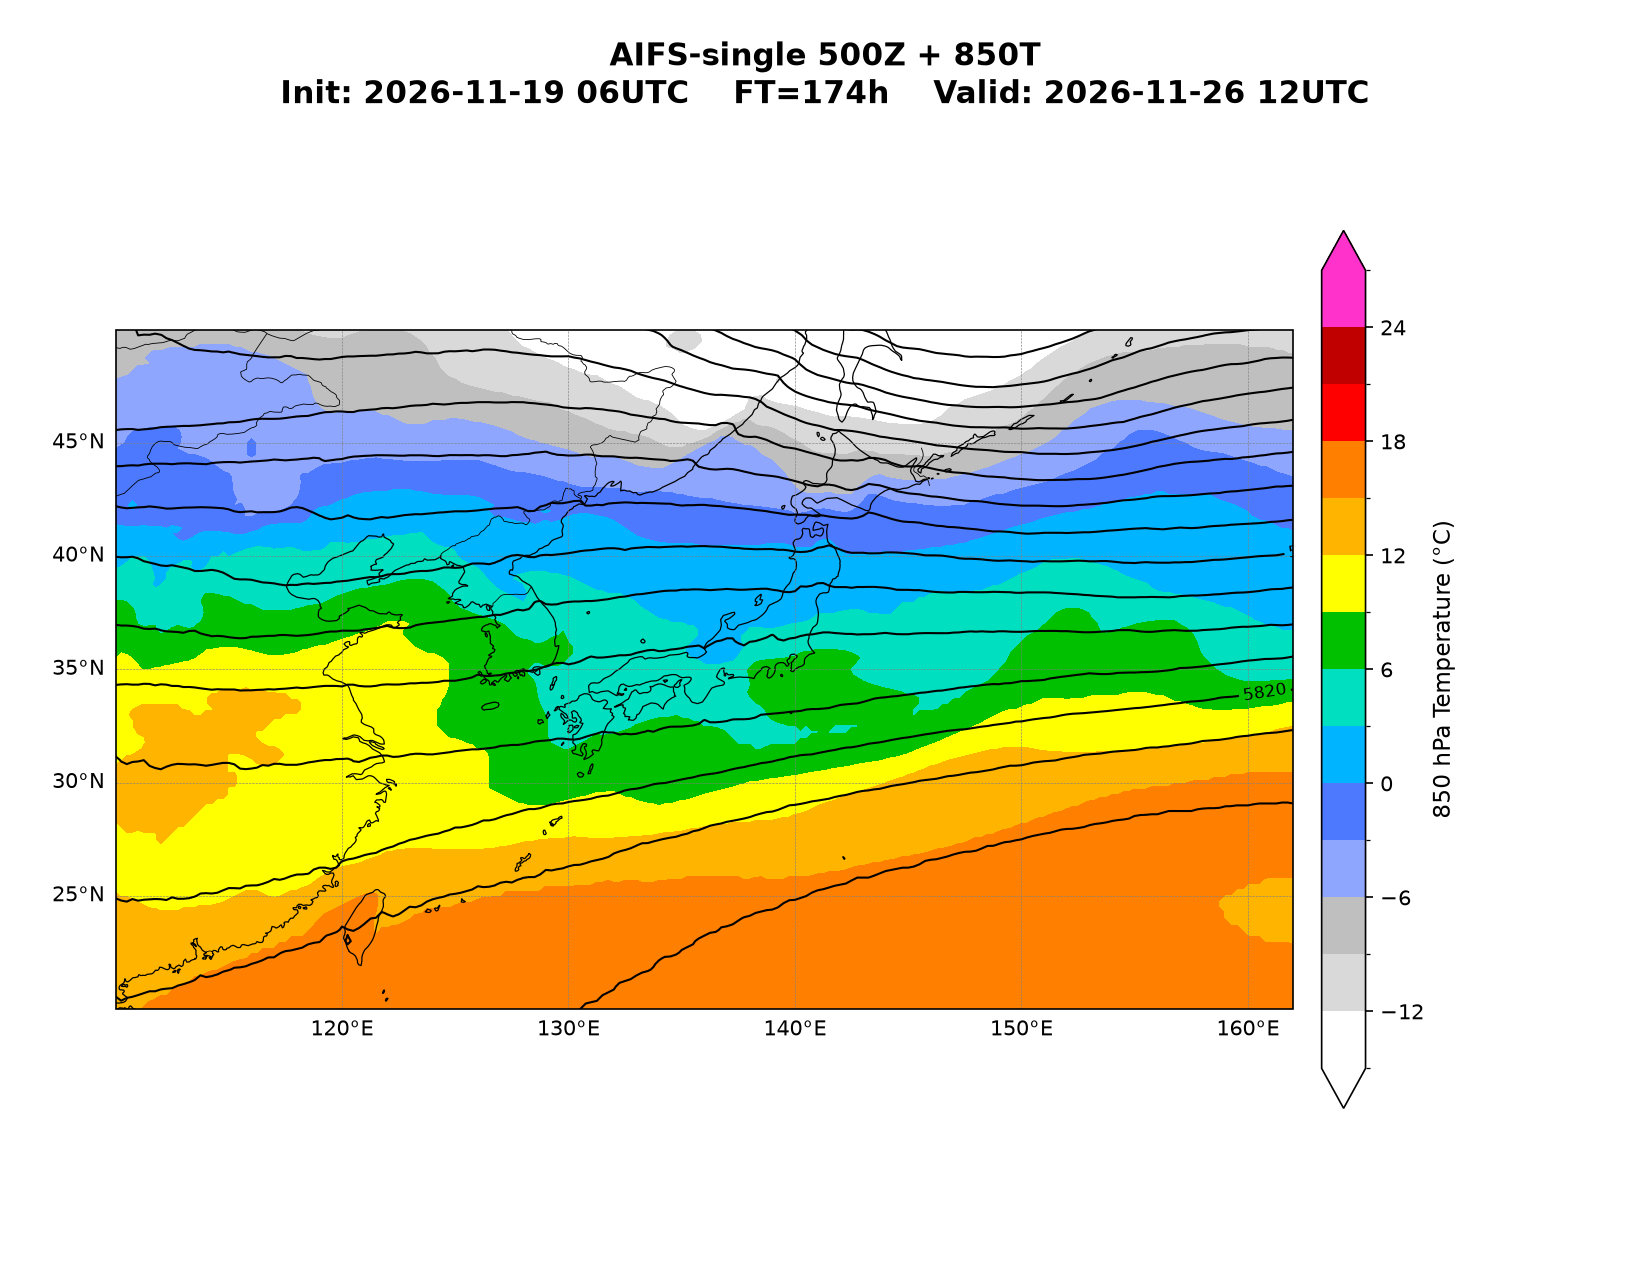 AIFS-single 500Z + 850T
Init: 2026-11-19 06UTC    FT=174h    Valid: 2026-11-26 12UTC
24
18
12
6
0
−6
−12
850 hPa Temperature (°C)
45°N
40°N
35°N
30°N
25°N
5820
120°E
130°E
140°E
150°E
160°E